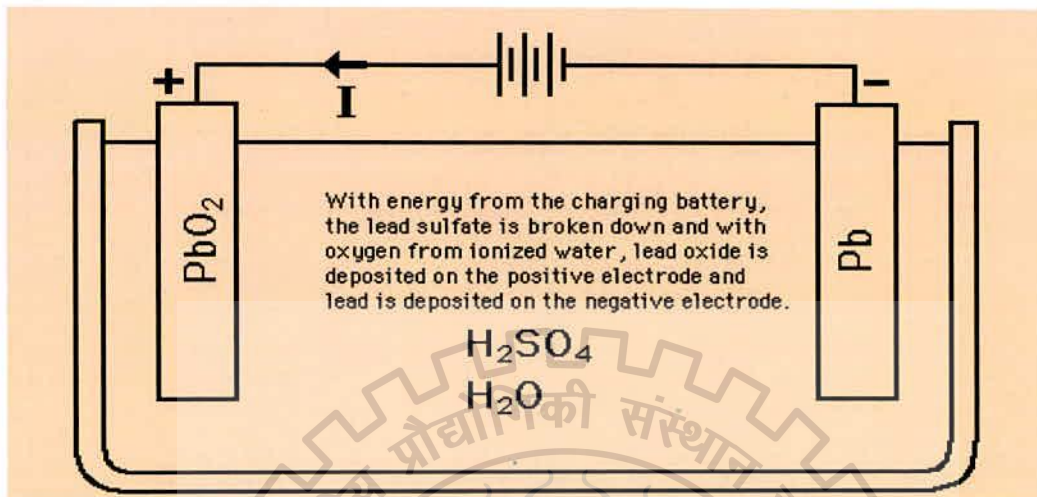 +
I
-
PbO₂
Pb
With energy from the charging battery,
the lead sulfate is broken down and with
oxygen from ionized water, lead oxide is
deposited on the positive electrode and
lead is deposited on the negative electrode.
H₂SO₄
H₂O
प्रौद्योगिकी संस्थान